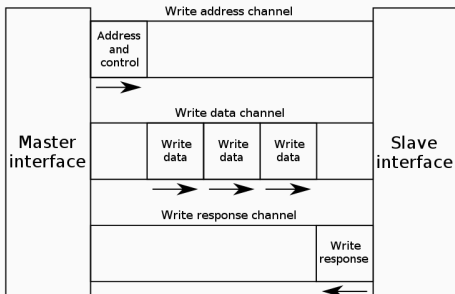 Write address channel
Address
and
control
Write data channel
Master
interface
Write
data
Write
data
Write
data
Slave
interface
Write response channel
Write
response